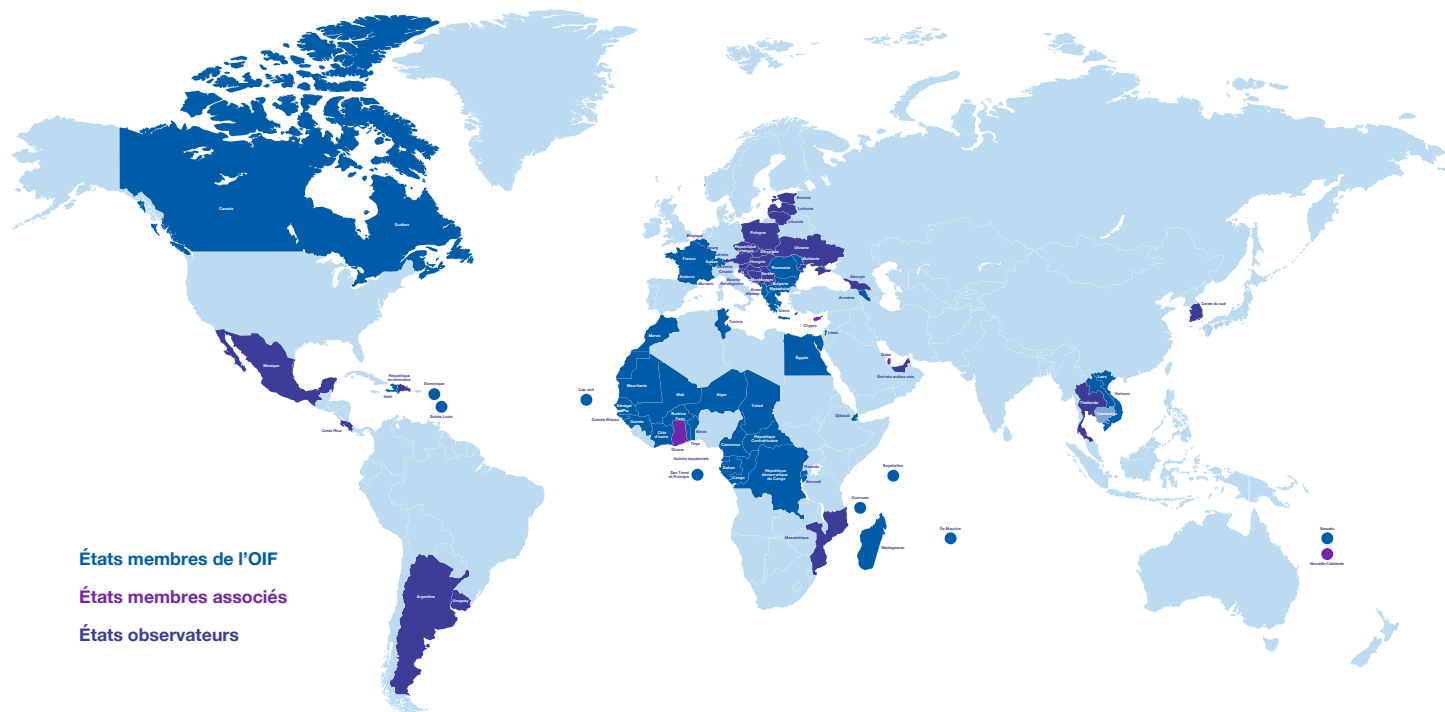 Canada
Québec
Mexique
République
dominicaine
Haïti
Dominique
Sainte Lucie
Costa Rica
Argentine
Uruguay
Estonie
Lettonie
Lituanie
Pologne
Belgique
République
tchèque
Ukraine
France
Suisse
Hongrie
Moldavie
Roumanie
Croatie
Andorre
Monaco
Bosnie
Herzégovine
Bulgarie
Grèce
Géorgie
Arménie
Chypre
Liban
Tunisie
Maroc
Égypte
Qatar
Émirats arabes unis
Corée du sud
Laos
Vietnam
Thaïlande
Cambodge
Cap vert
Mauritanie
Mali
Niger
Tchad
Sénégal
Guinée Bissau
Guinée
Burkina
Faso
Côte
d'Ivoire
Ghana
Togo
Bénin
Djibouti
Cameroun
République
Centrafricaine
Guinée équatoriale
Sao Tomé
et Principe
Gabon
Congo
République
démocratique
du Congo
Rwanda
Burundi
Seychelles
Comores
Mozambique
Madagascar
Île Maurice
Vanuatu
Nouvelle-Calédonie
États membres de l'OIF
États membres associés
États observateurs